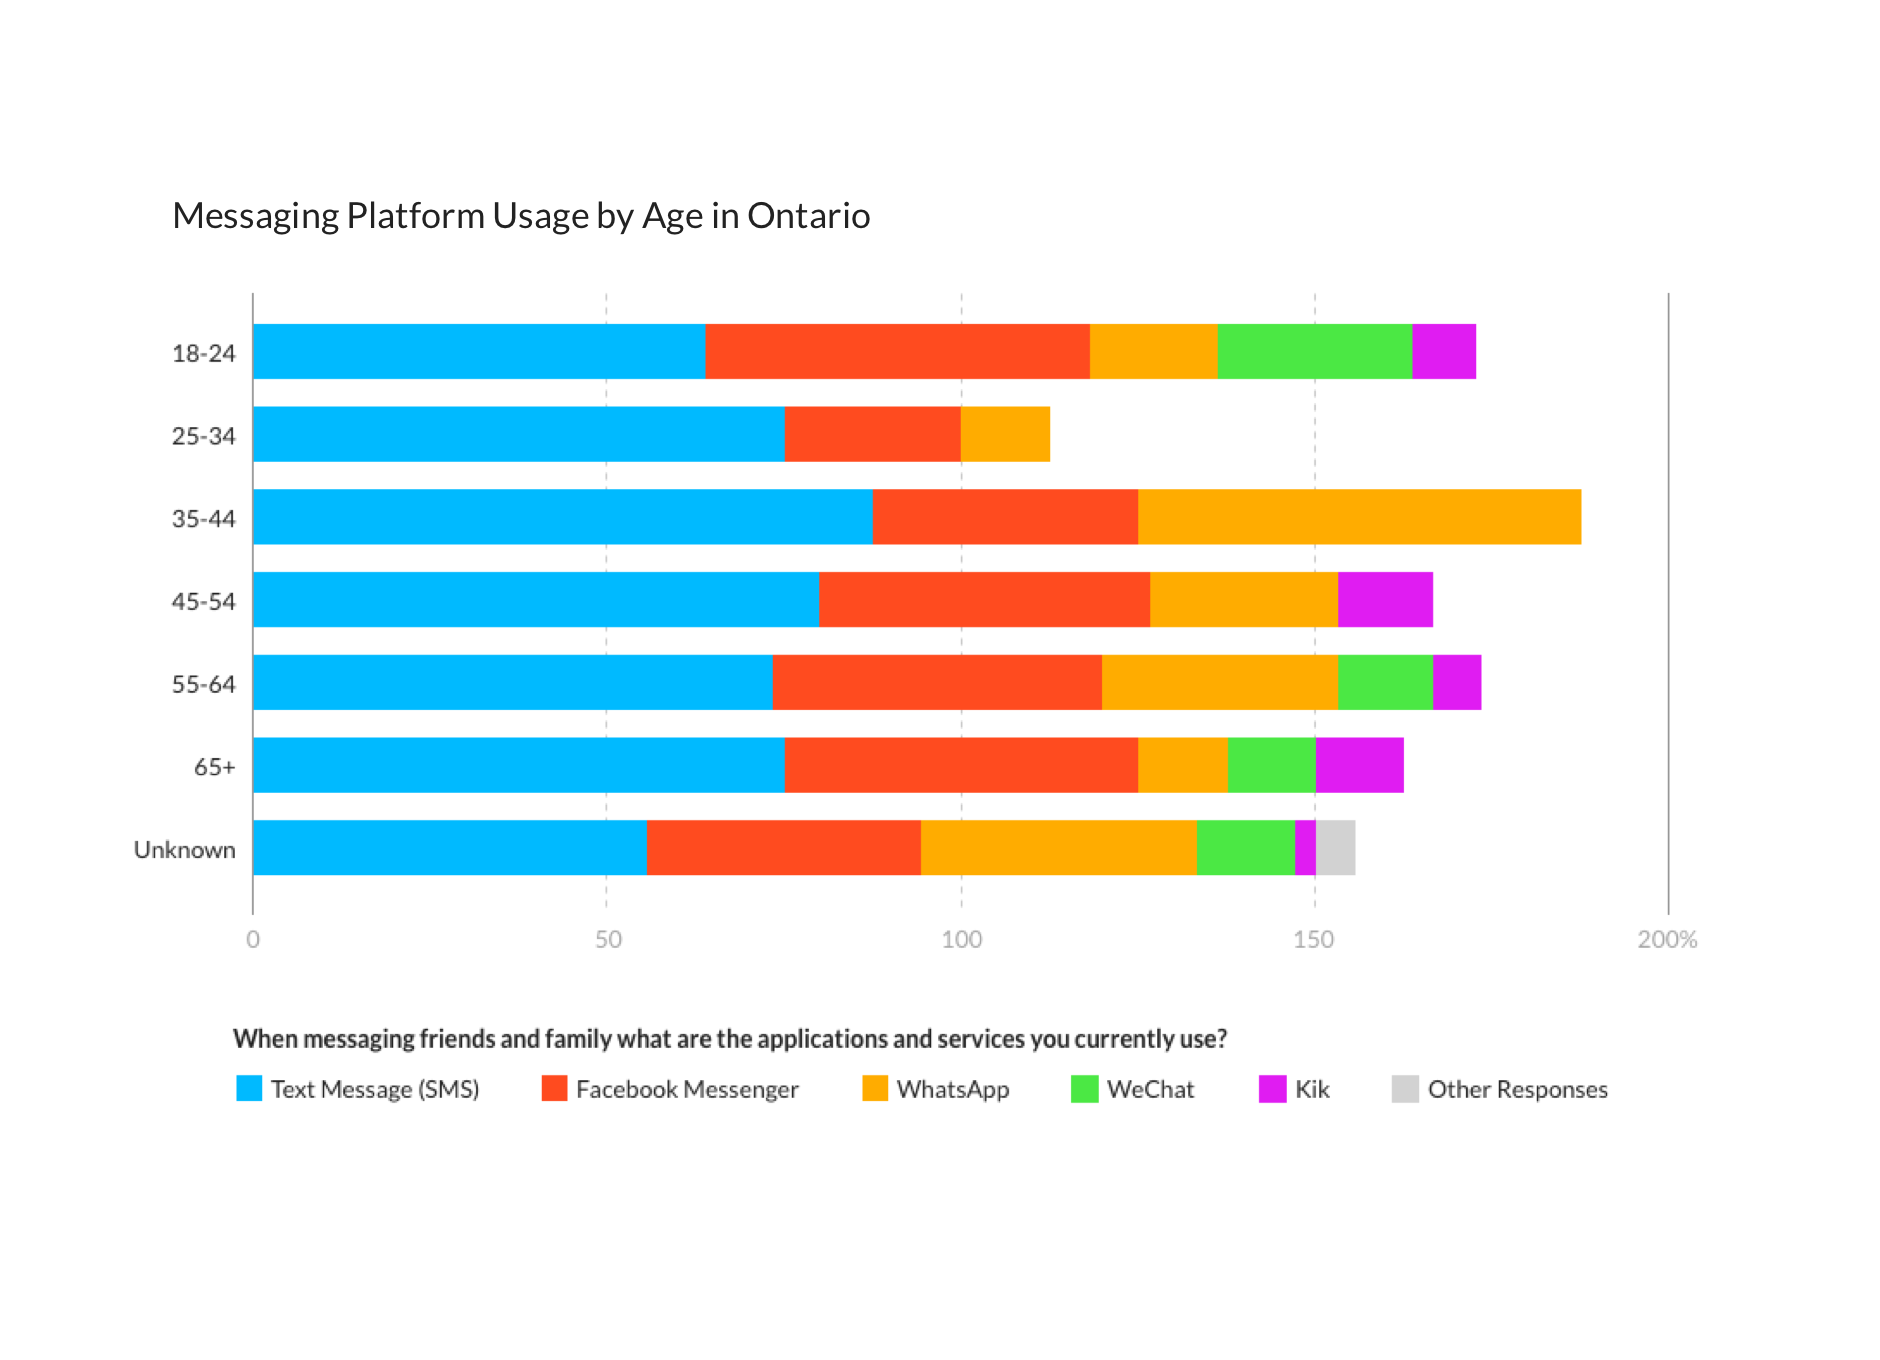 Messaging Platform Usage by Age in Ontario
18-24
25-34
35-44
45-54
55-64
65+
Unknown
0 50 100 150 200%
When messaging friends and family what are the applications and services you currently use?
Text Message (SMS) Facebook Messenger WhatsApp WeChat Kik Other Responses